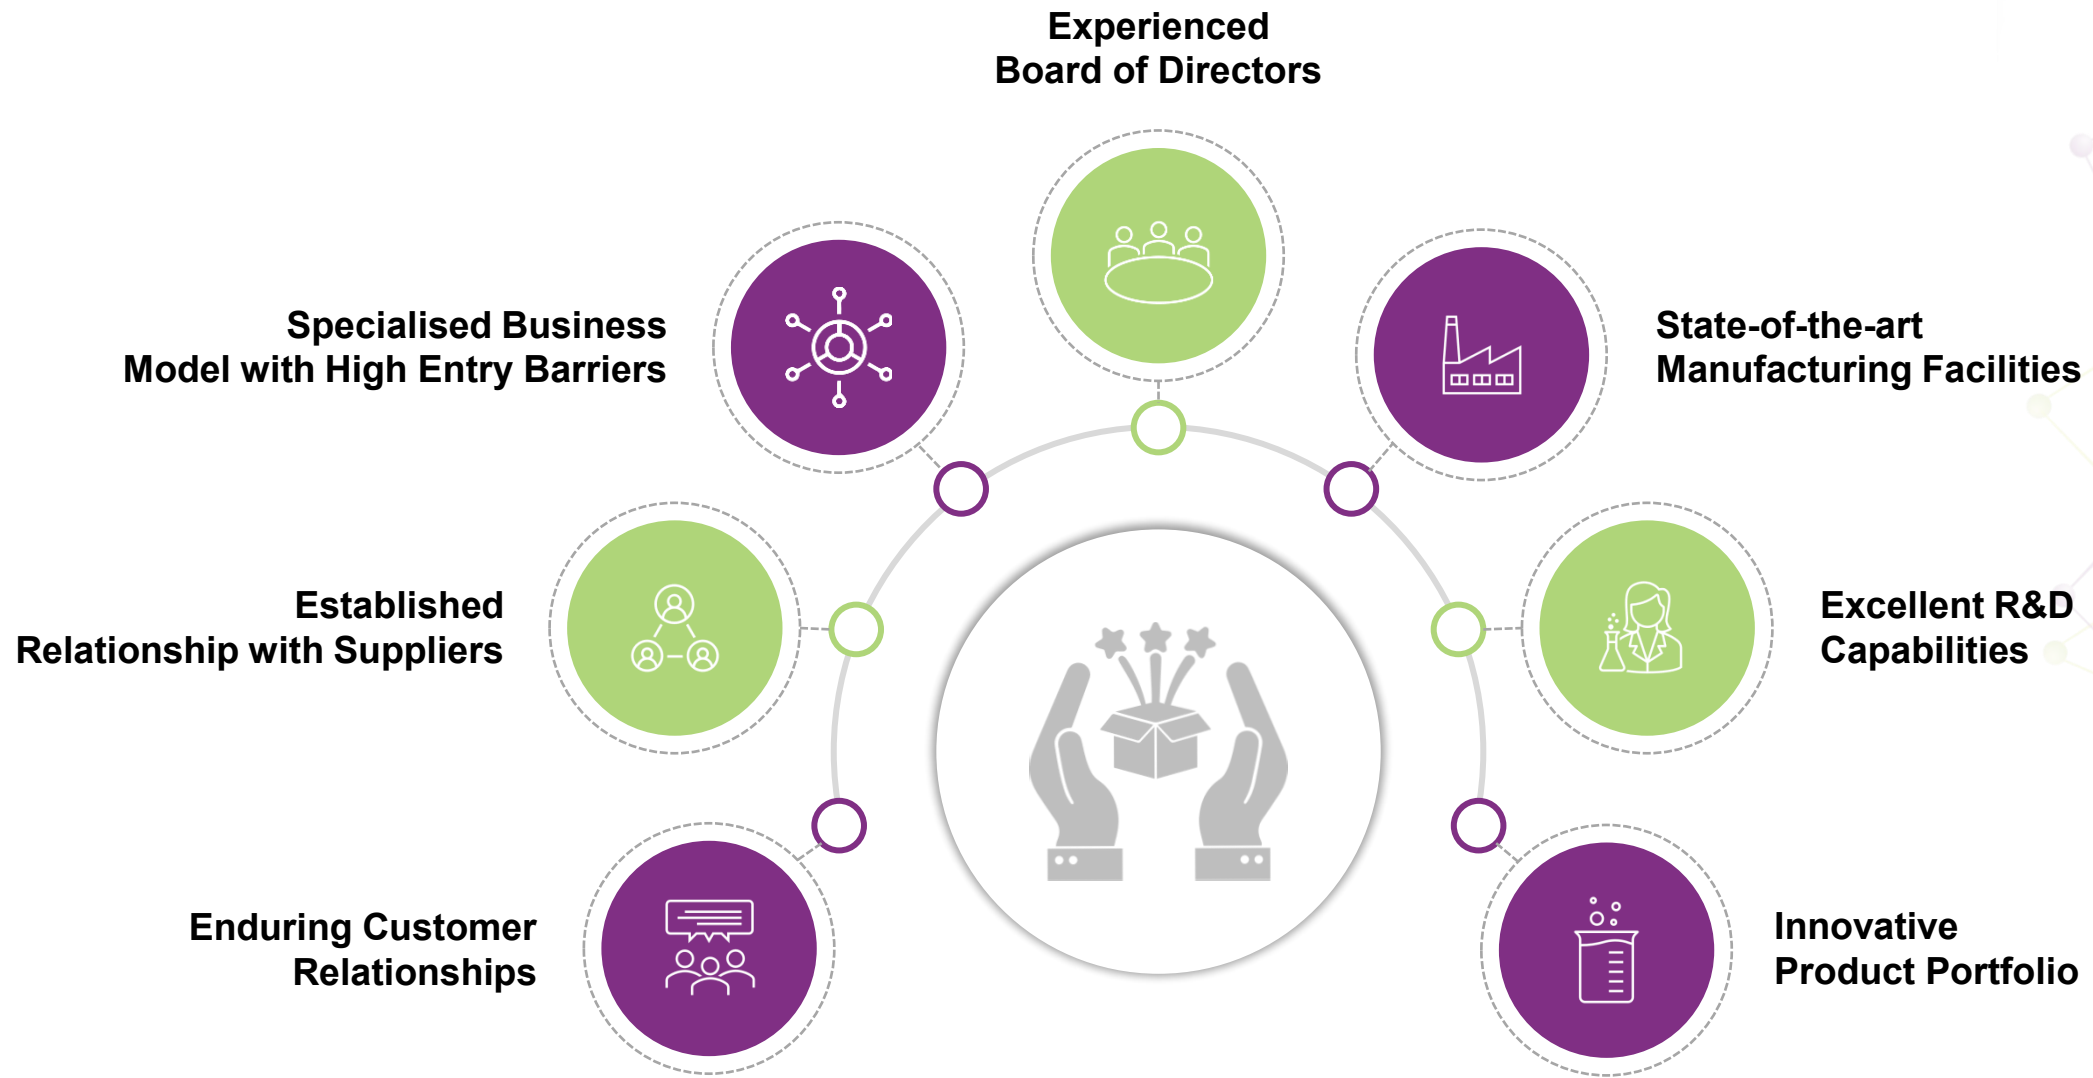 Experienced
Board of Directors
Specialised Business
Model with High Entry Barriers
State-of-the-art
Manufacturing Facilities
Established
Relationship with Suppliers
Excellent R&D
Capabilities
Enduring Customer
Relationships
Innovative
Product Portfolio